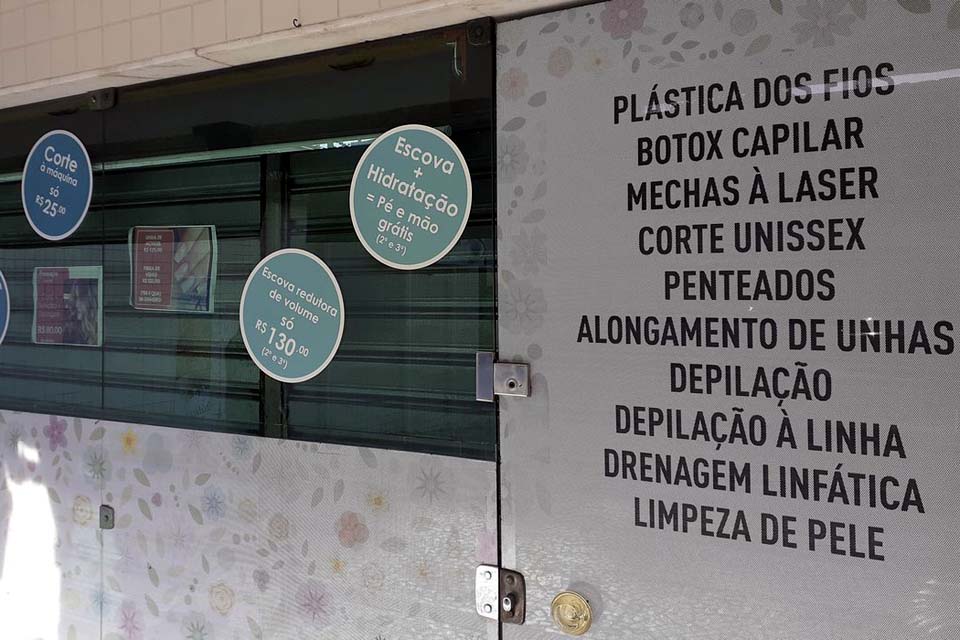 Corte
à máquina
só
R$ 25,00
Escova
+
Hidratação
= Pé e mão
grátis
(2ª e 3ª)
Escova redutora
de volume
só
R$ 130,00
(2ª e 3ª)
R$ 80,00
PLÁSTICA DOS FIOS
BOTOX CAPILAR
MECHAS À LASER
CORTE UNISSEX
PENTEADOS
ALONGAMENTO DE UNHAS
DEPILAÇÃO
DEPILAÇÃO À LINHA
DRENAGEM LINFÁTICA
LIMPEZA DE PELE